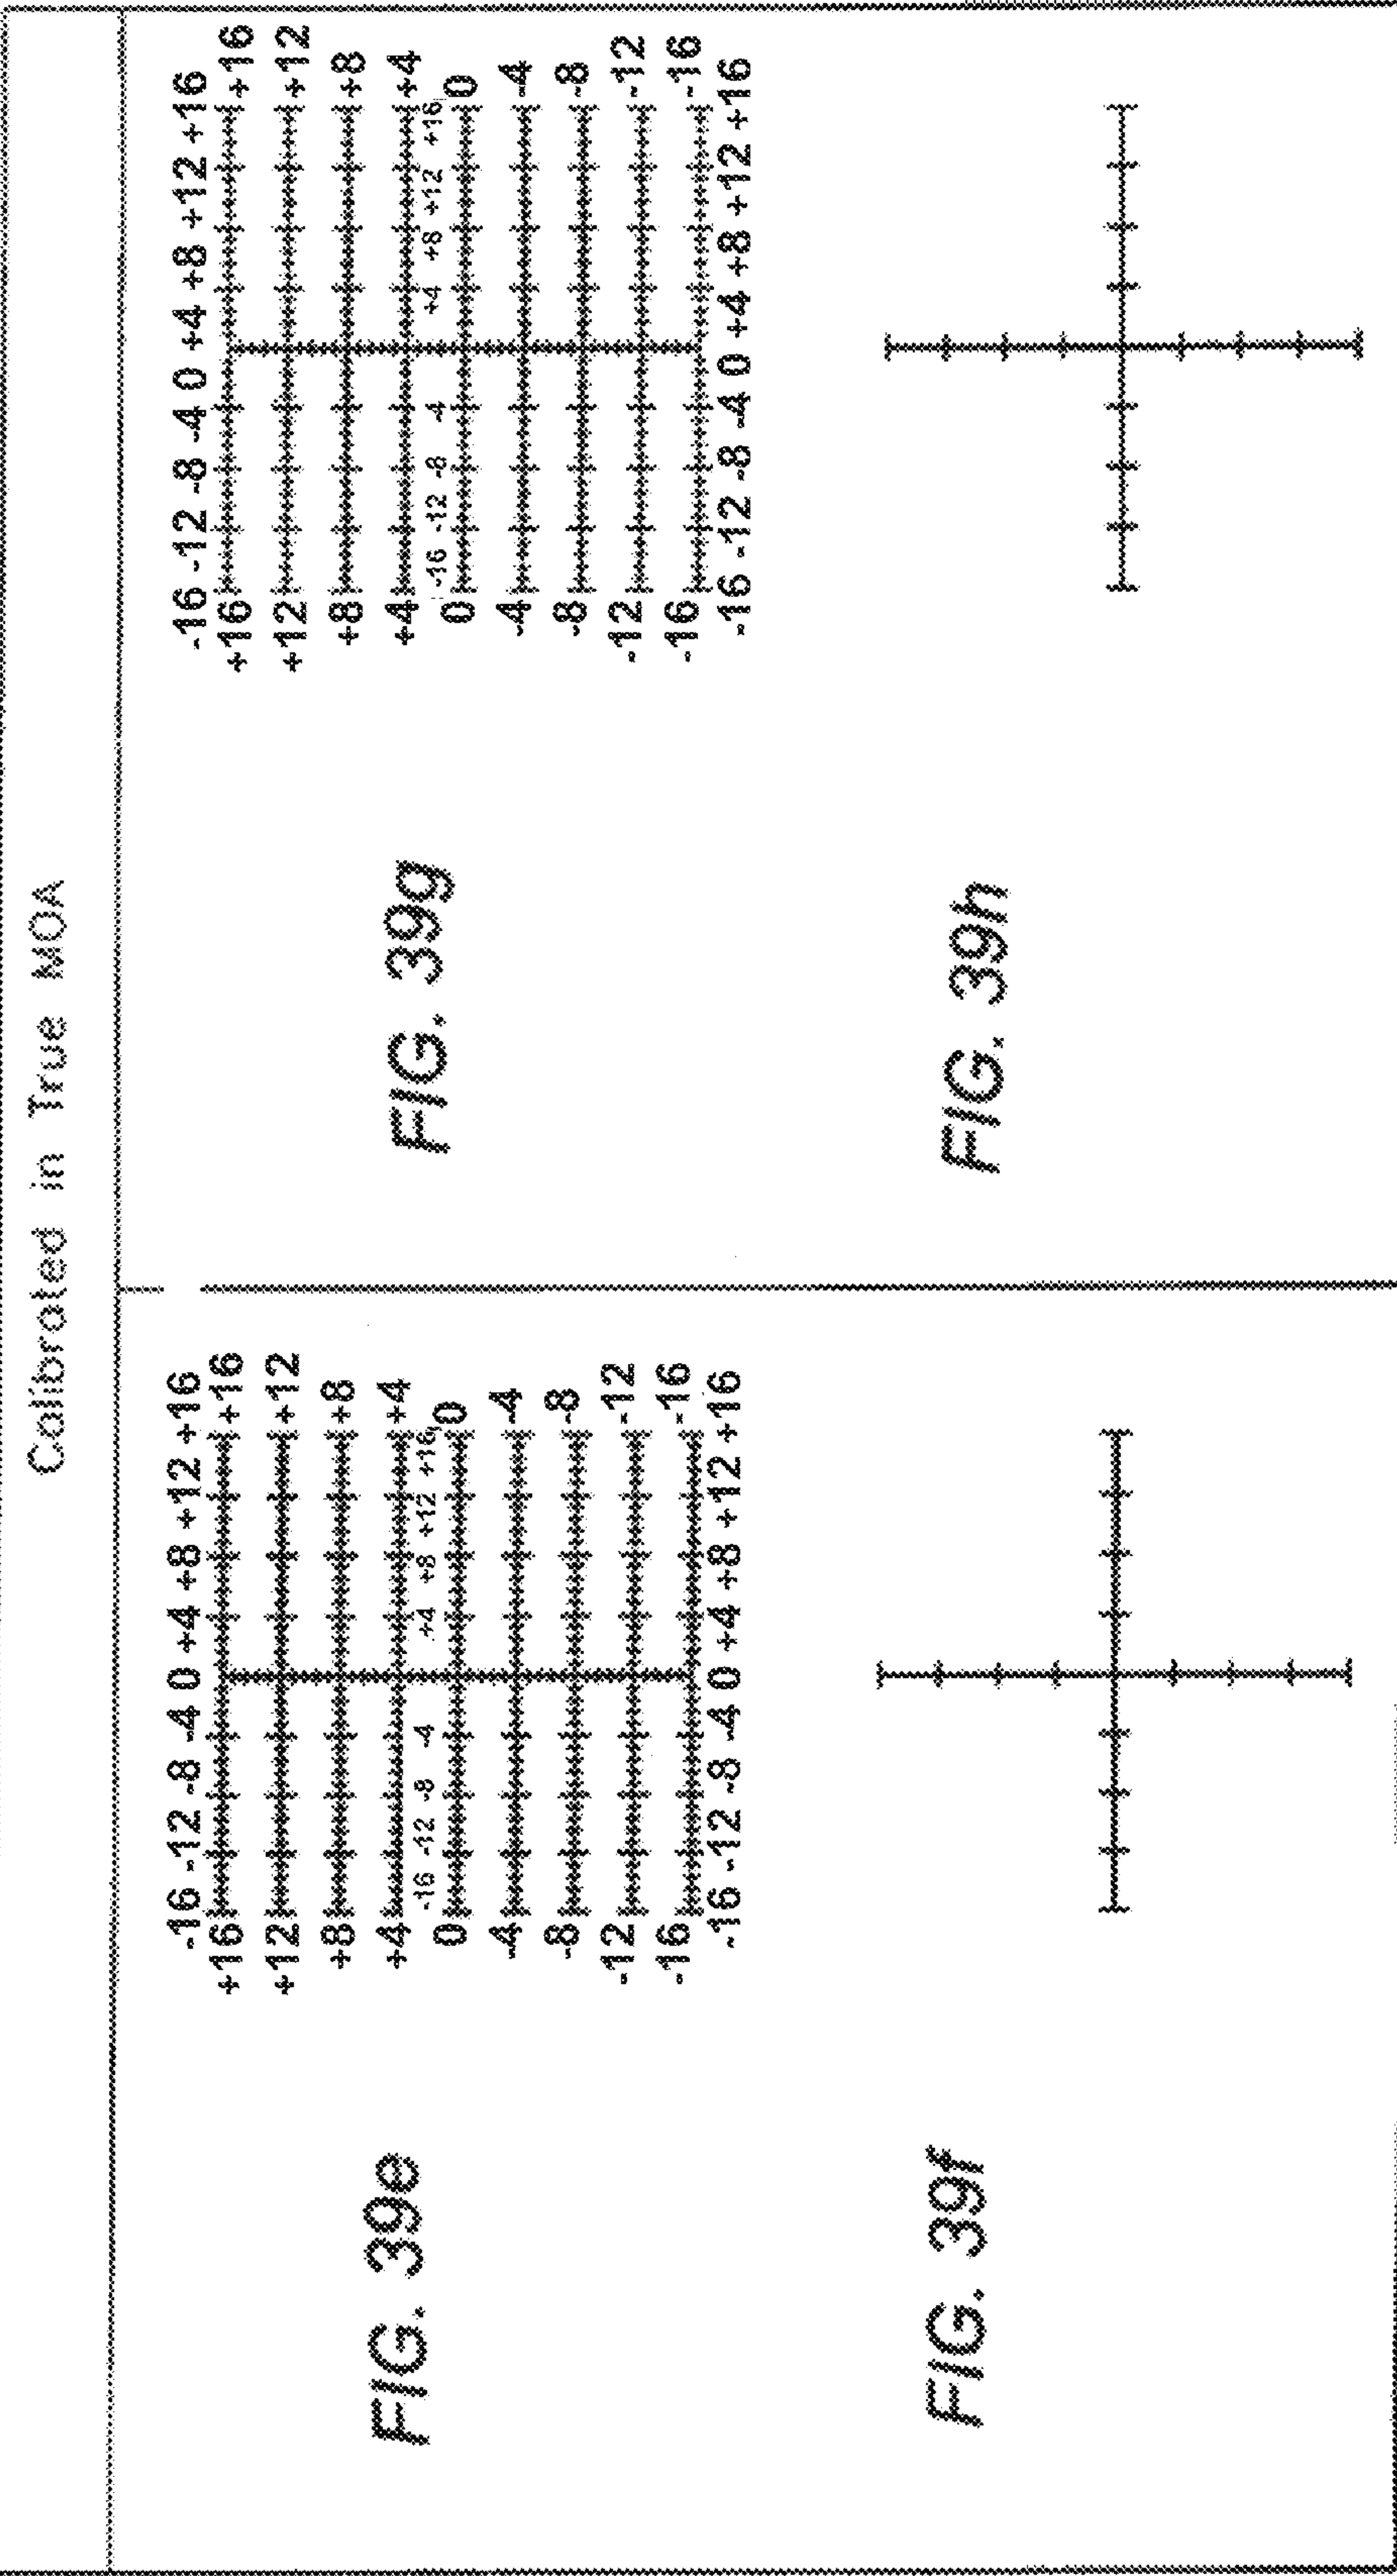 Calibrated in True MOA
FIG. 39e
-16 -12 -8 -4 0 +4 +8 +12 +16
+16 +16
+12 +12
+8 +8
+4 +4
-16 -12 -8 -4 +4 +8 +12 +16
0 0
-4 -4
-8 -8
-12 -12
-16 -16
-16 -12 -8 -4 0 +4 +8 +12 +16
FIG. 39g
-16 -12 -8 -4 0 +4 +8 +12 +16
+16 +16
+12 +12
+8 +8
+4 +4
-16 -12 -8 -4 +4 +8 +12 +16
0 0
-4 -4
-8 -8
-12 -12
-16 -16
-16 -12 -8 -4 0 +4 +8 +12 +16
FIG. 39f
FIG. 39h